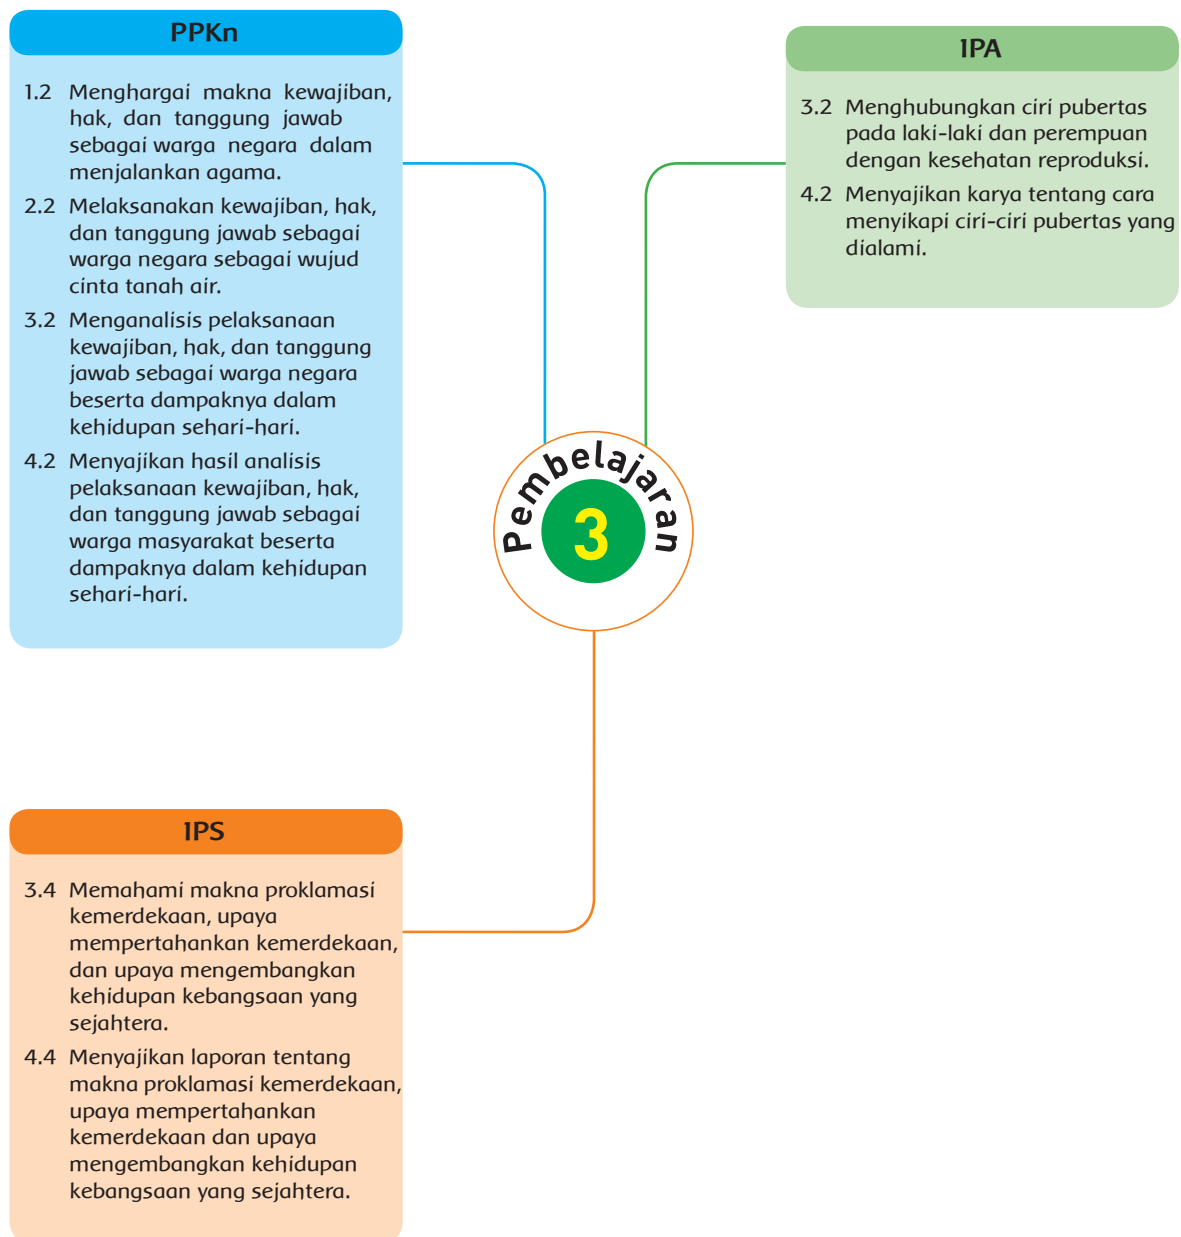 PPKn
1.2 Menghargai makna kewajiban,
hak, dan tanggung jawab
sebagai warga negara dalam
menjalankan agama.
2.2 Melaksanakan kewajiban, hak,
dan tanggung jawab sebagai
warga negara sebagai wujud
cinta tanah air.
3.2 Menganalisis pelaksanaan
kewajiban, hak, dan tanggung
jawab sebagai warga negara
beserta dampaknya dalam
kehidupan sehari-hari.
4.2 Menyajikan hasil analisis
pelaksanaan kewajiban, hak,
dan tanggung jawab sebagai
warga masyarakat beserta
dampaknya dalam kehidupan
sehari-hari.
IPA
3.2 Menghubungkan ciri pubertas
pada laki-laki dan perempuan
dengan kesehatan reproduksi.
4.2 Menyajikan karya tentang cara
menyikapi ciri-ciri pubertas yang
dialami.
Pembelajaran
3
IPS
3.4 Memahami makna proklamasi
kemerdekaan, upaya
mempertahankan kemerdekaan,
dan upaya mengembangkan
kehidupan kebangsaan yang
sejahtera.
4.4 Menyajikan laporan tentang
makna proklamasi kemerdekaan,
upaya mempertahankan
kemerdekaan dan upaya
mengembangkan kehidupan
kebangsaan yang sejahtera.